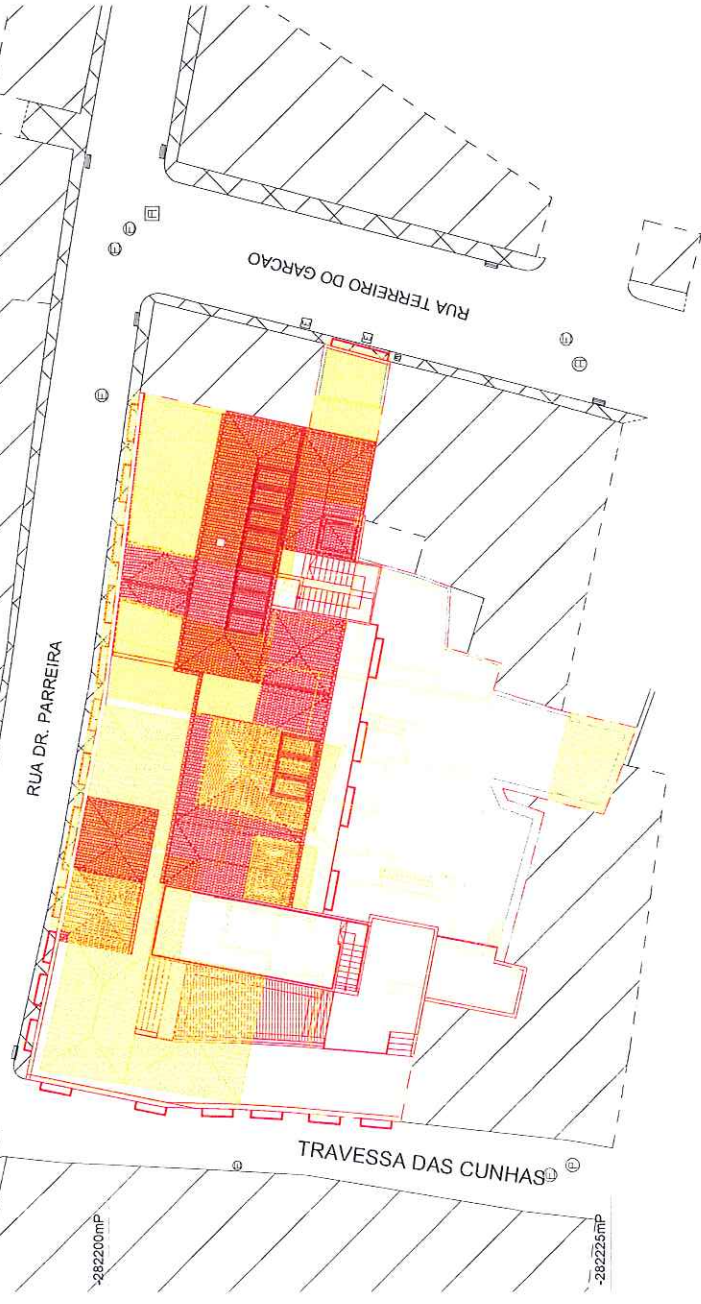 RUA TERREIRO DO GARCAO
RUA DR. PARREIRA
TRAVESSA DAS CUNHAS
-282200mP
-282225mP